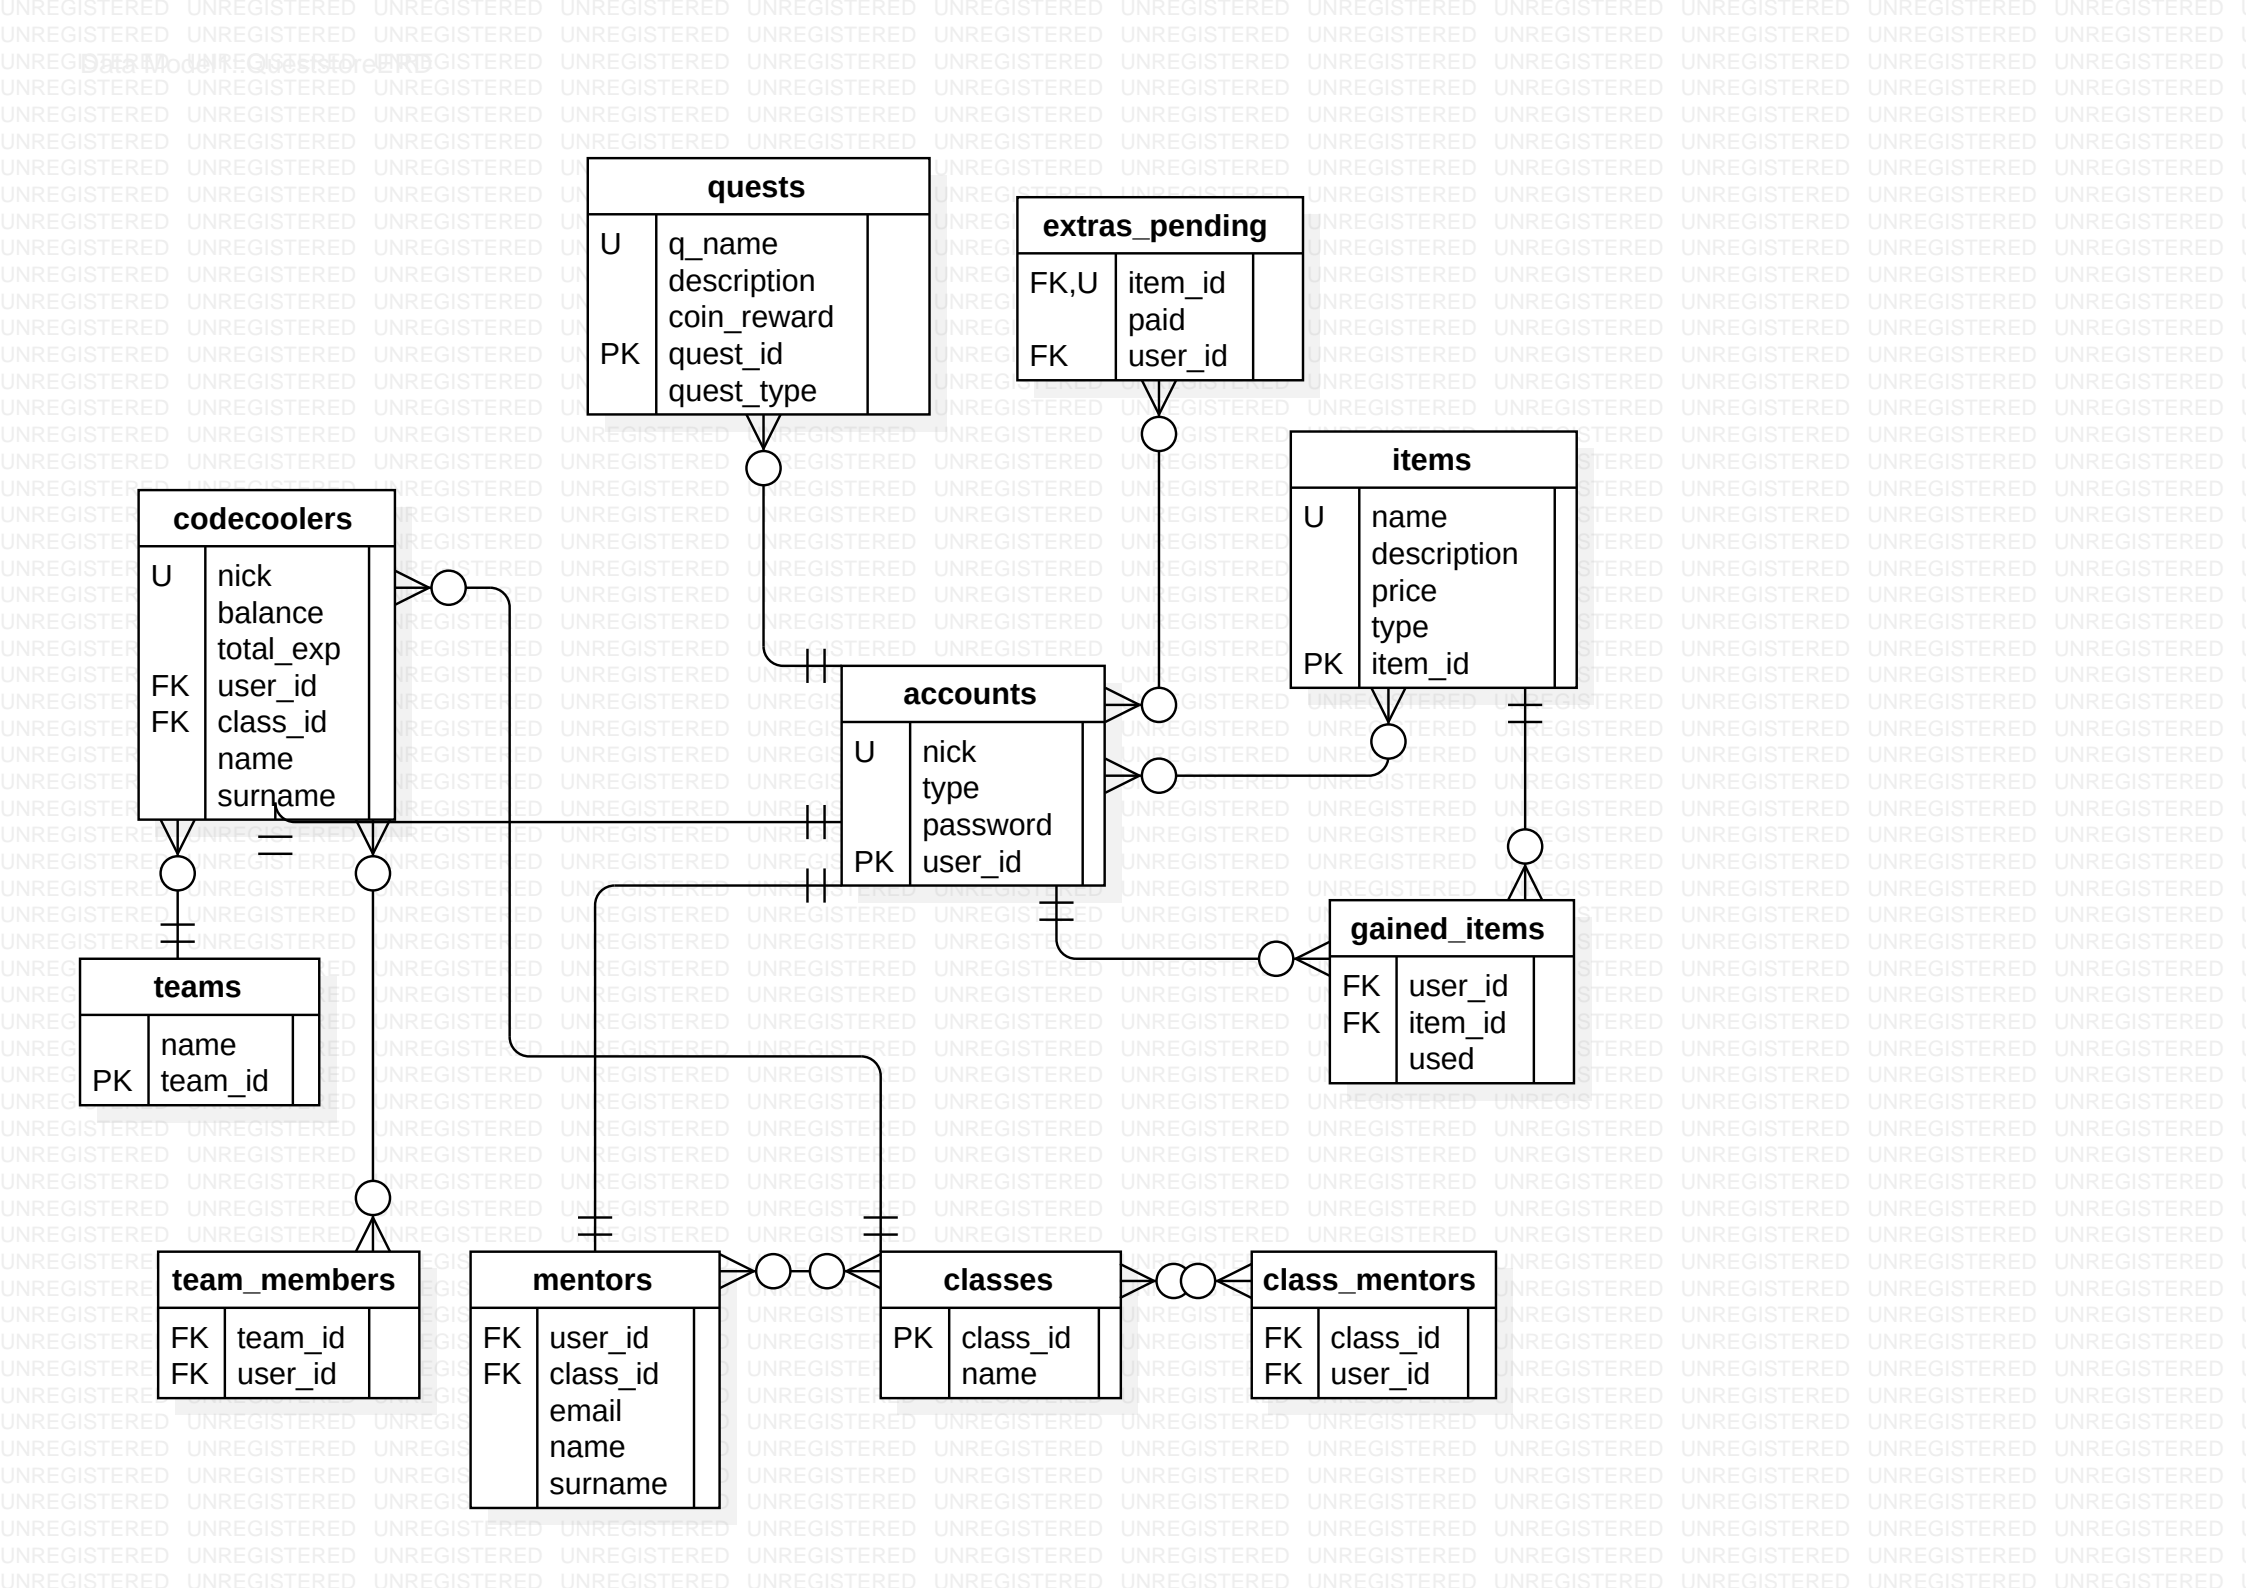 Data Model1::QueststoreERD
quests
U q_name
description
coin_reward
PK quest_id
quest_type
extras_pending
FK,U item_id
paid
FK user_id
items
U name
description
price
type
PK item_id
codecoolers
U nick
balance
total_exp
FK user_id
FK class_id
name
surname
accounts
U nick
type
password
PK user_id
gained_items
FK user_id
FK item_id
used
teams
name
PK team_id
team_members
FK team_id
FK user_id
mentors
FK user_id
FK class_id
email
name
surname
classes
PK class_id
name
class_mentors
FK class_id
FK user_id
UNREGISTERED